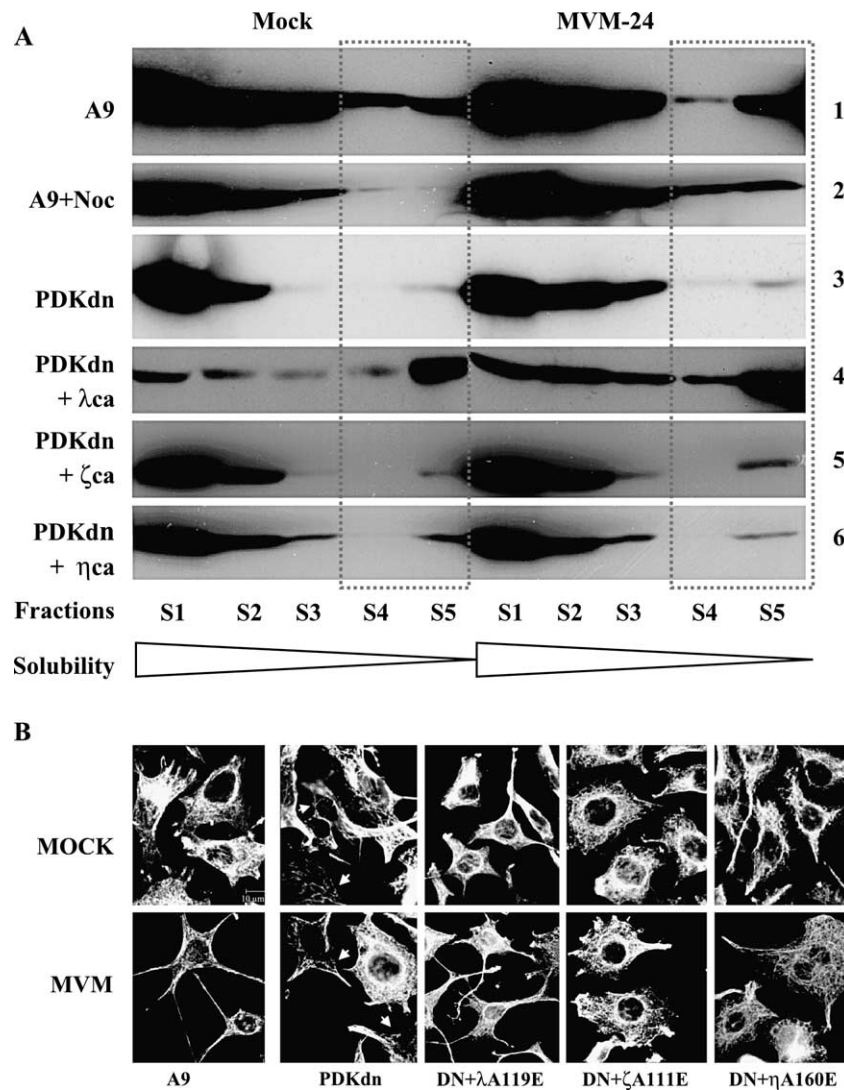 A
Mock MVM-24
A9 1
A9+Noc 2
PDKdn 3
PDKdn
+ λca 4
PDKdn
+ ζca 5
PDKdn
+ ηca 6
Fractions S1 S2 S3 S4 S5 S1 S2 S3 S4 S5
Solubility
B
MOCK
10 µm
MVM
A9 PDKdn DN+λA119E DN+ζA111E DN+ηA160E